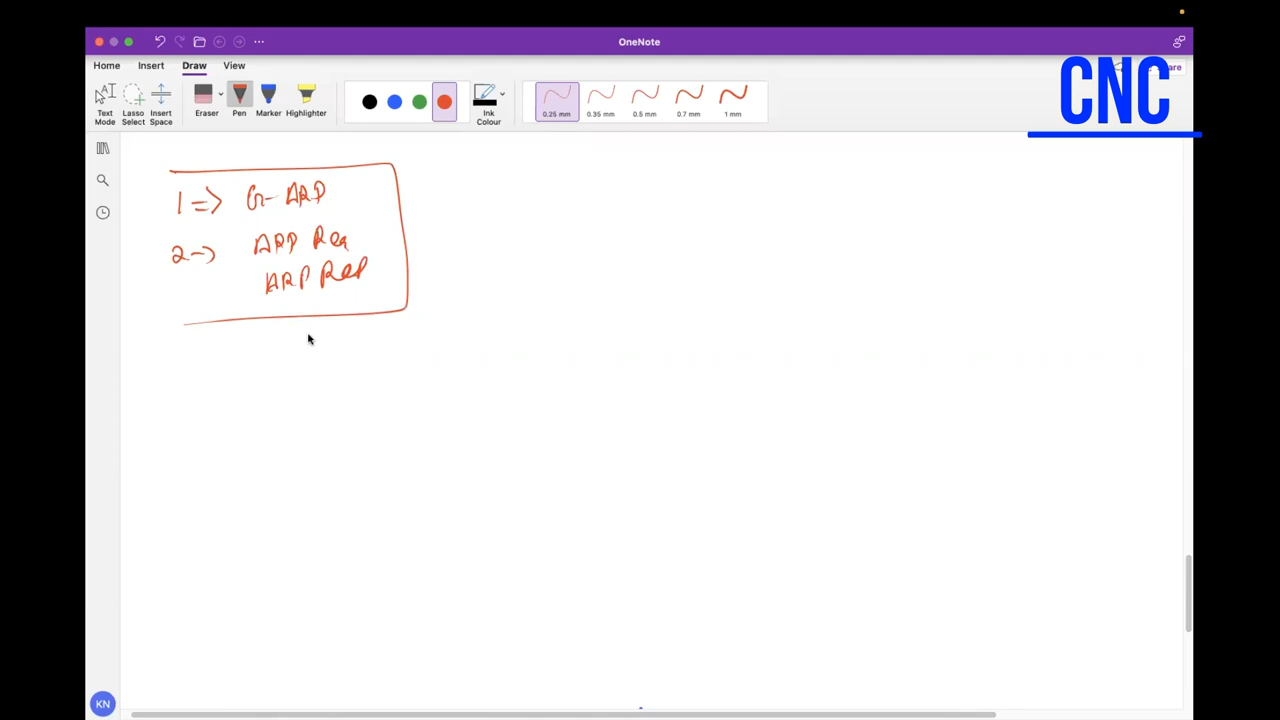 OneNote
Home Insert Draw View
CNC
are
Text Mode
Lasso Select
Insert Space
Eraser
Pen
Marker
Highlighter
Ink Colour
0.25 mm
0.35 mm
0.5 mm
0.7 mm
1 mm
1 => G-ARP
2 -> ARP Req
ARP Rep
KN